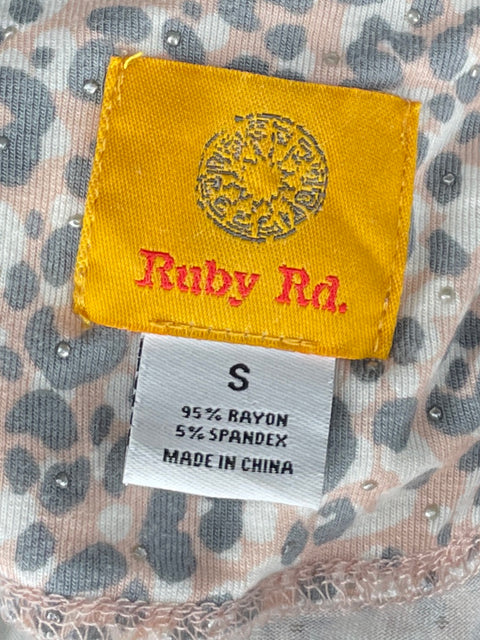 Ruby Rd.
S
95% RAYON
5% SPANDEX
MADE IN CHINA